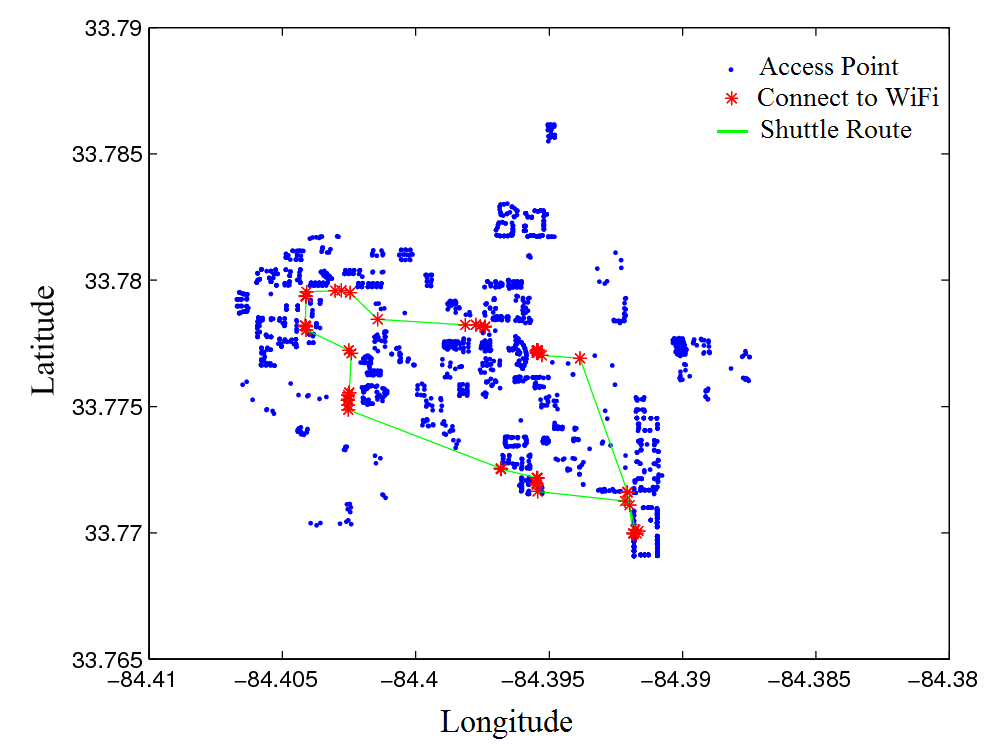 33.79
Access Point
Connect to WiFi
Shuttle Route
33.785
33.78
33.775
33.77
33.765
Latitude
−84.41 −84.405 −84.4 −84.395 −84.39 −84.385 −84.38
Longitude